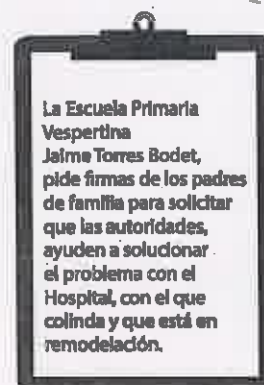 La Escuela Primaria
Vespertina
Jaime Torres Bodet,
pide firmas de los padres
de familia para solicitar
que las autoridades,
ayuden a solucionar
el problema con el
Hospital, con el que
colinda y que está en
remodelación.